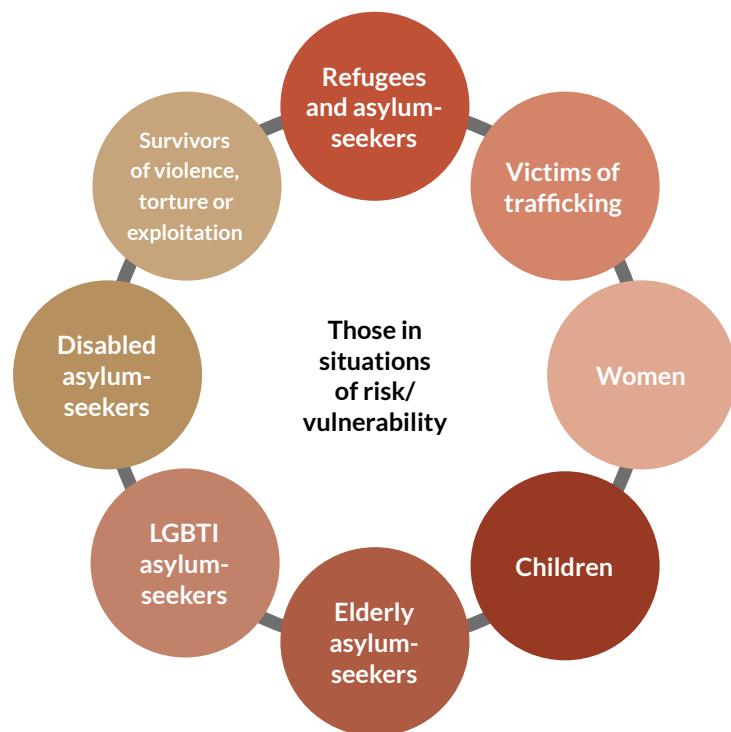 Refugees
and asylum-
seekers
Victims of
trafficking
Women
Children
Elderly
asylum-
seekers
LGBTI
asylum-
seekers
Disabled
asylum-
seekers
Survivors
of violence,
torture or
exploitation
Those in
situations
of risk/
vulnerability